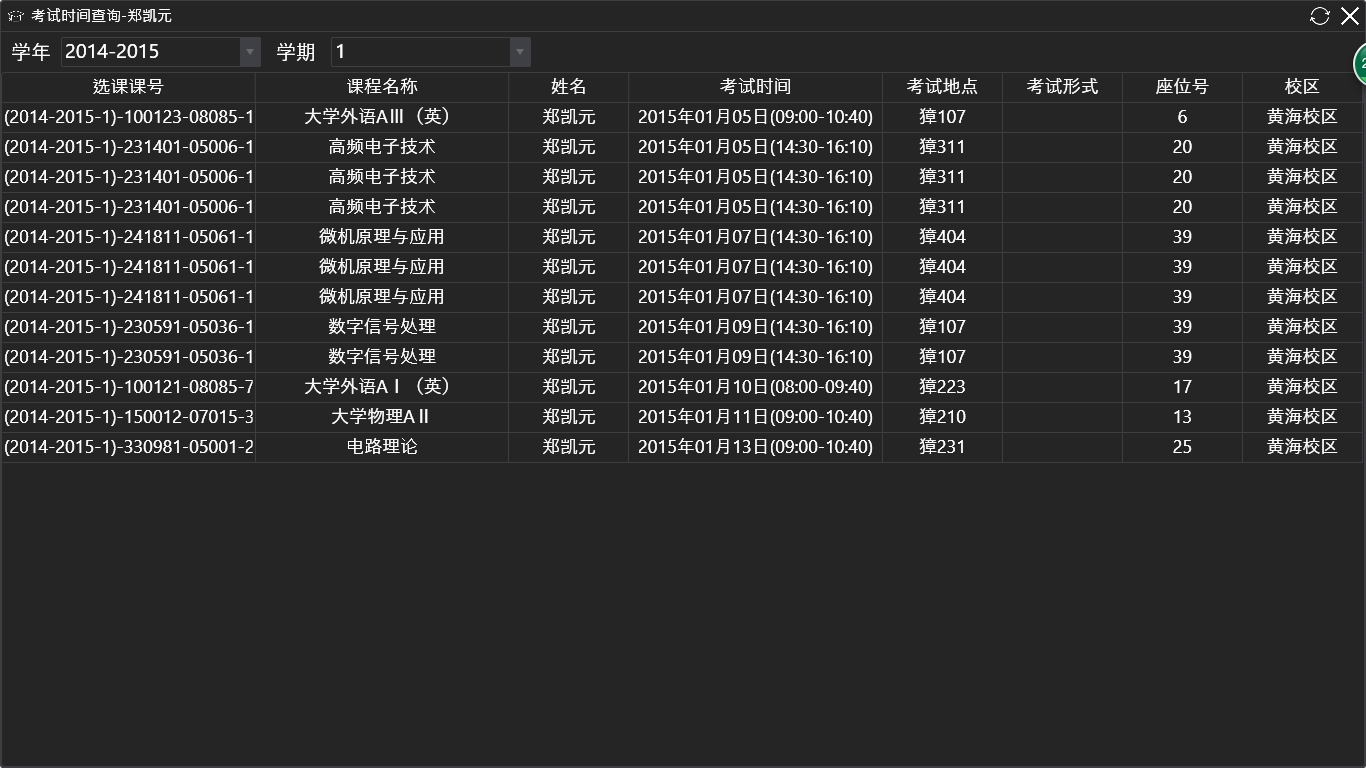 考试时间查询-郑凯元
学年 2014-2015 学期 1
选课课号 课程名称 姓名 考试时间 考试地点 考试形式 座位号 校区
(2014-2015-1)-100123-08085-1 大学外语AⅢ（英） 郑凯元 2015年01月05日(09:00-10:40) 獐107 6 黄海校区
(2014-2015-1)-231401-05006-1 高频电子技术 郑凯元 2015年01月05日(14:30-16:10) 獐311 20 黄海校区
(2014-2015-1)-231401-05006-1 高频电子技术 郑凯元 2015年01月05日(14:30-16:10) 獐311 20 黄海校区
(2014-2015-1)-231401-05006-1 高频电子技术 郑凯元 2015年01月05日(14:30-16:10) 獐311 20 黄海校区
(2014-2015-1)-241811-05061-1 微机原理与应用 郑凯元 2015年01月07日(14:30-16:10) 獐404 39 黄海校区
(2014-2015-1)-241811-05061-1 微机原理与应用 郑凯元 2015年01月07日(14:30-16:10) 獐404 39 黄海校区
(2014-2015-1)-241811-05061-1 微机原理与应用 郑凯元 2015年01月07日(14:30-16:10) 獐404 39 黄海校区
(2014-2015-1)-230591-05036-1 数字信号处理 郑凯元 2015年01月09日(14:30-16:10) 獐107 39 黄海校区
(2014-2015-1)-230591-05036-1 数字信号处理 郑凯元 2015年01月09日(14:30-16:10) 獐107 39 黄海校区
(2014-2015-1)-100121-08085-7 大学外语AⅠ（英） 郑凯元 2015年01月10日(08:00-09:40) 獐223 17 黄海校区
(2014-2015-1)-150012-07015-3 大学物理AⅡ 郑凯元 2015年01月11日(09:00-10:40) 獐210 13 黄海校区
(2014-2015-1)-330981-05001-2 电路理论 郑凯元 2015年01月13日(09:00-10:40) 獐231 25 黄海校区